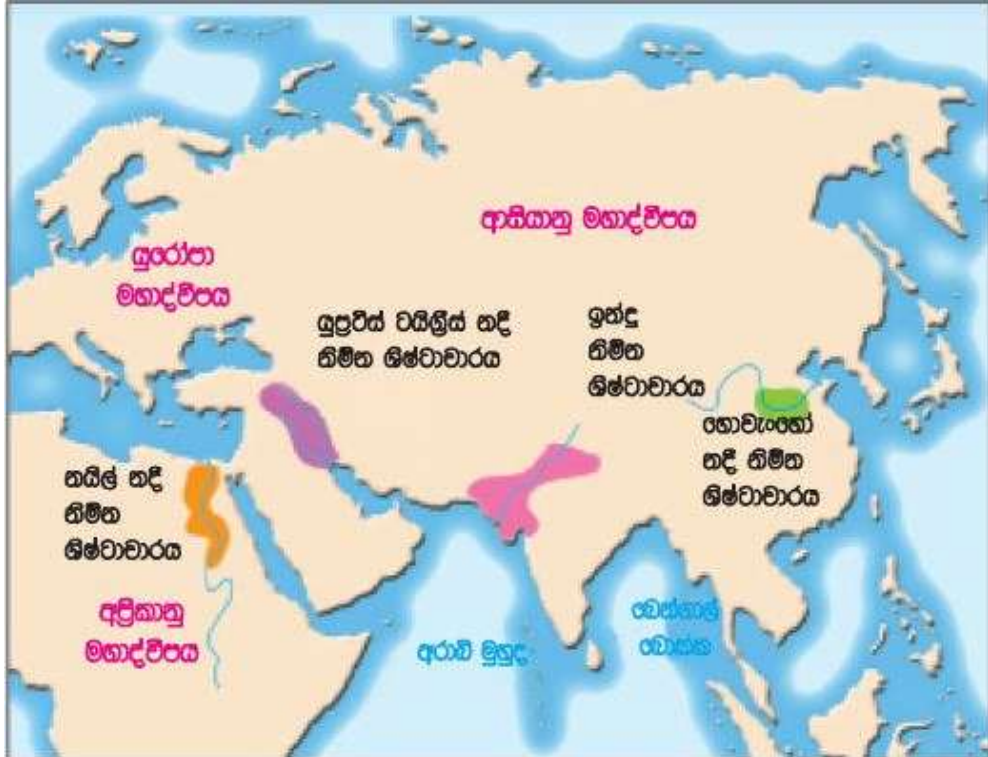 ආසියානු මහාද්වීපය
යුරෝපා
මහාද්වීපය
යුප්‍රටීස් ටයිග්‍රීස් නදී
නිම්න ශිෂ්ටාචාරය
ඉන්දු
නිම්න
ශිෂ්ටාචාරය
හොවැංහෝ
නදී නිම්න
ශිෂ්ටාචාරය
නයිල් නදී
නිම්න
ශිෂ්ටාචාරය
අප්‍රිකානු
මහාද්වීපය
අරාබි මුහුද
බෙන්ගාල්
බොක්ක